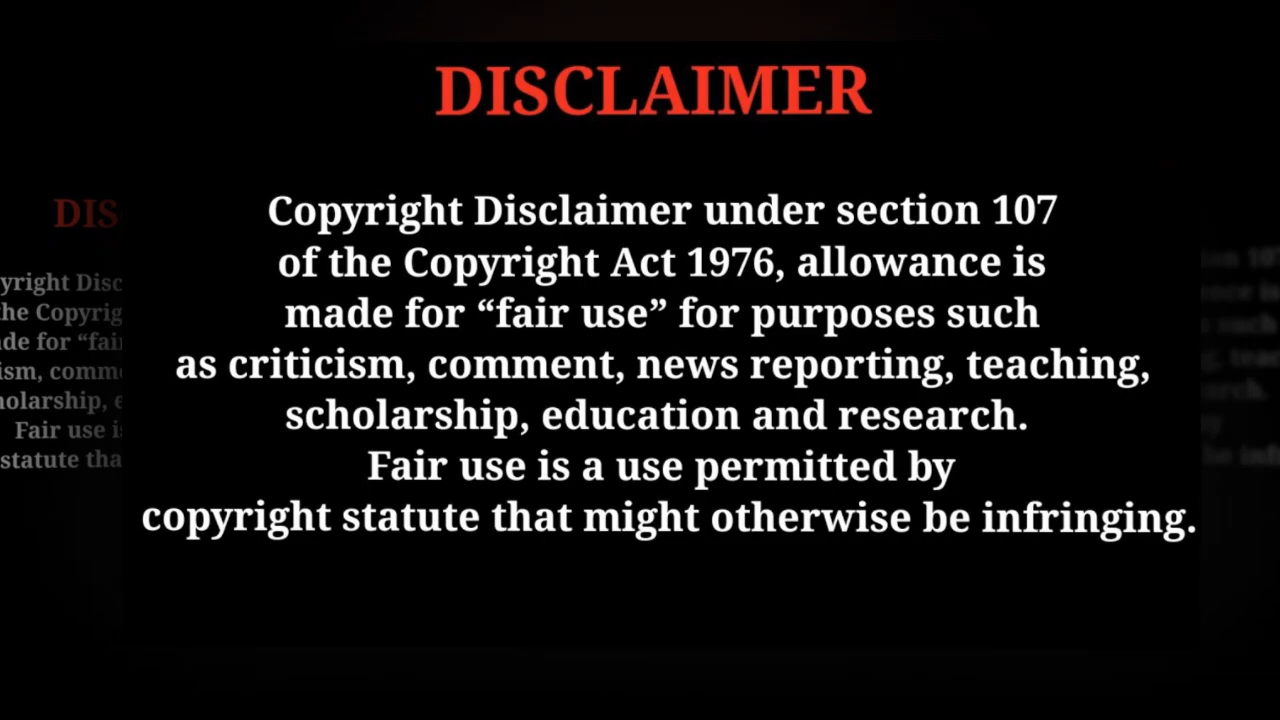 DISCLAIMER
Copyright Disclaimer under section 107
of the Copyright Act 1976, allowance is
made for “fair use” for purposes such
as criticism, comment, news reporting, teaching,
scholarship, education and research.
Fair use is a use permitted by
copyright statute that might otherwise be infringing.